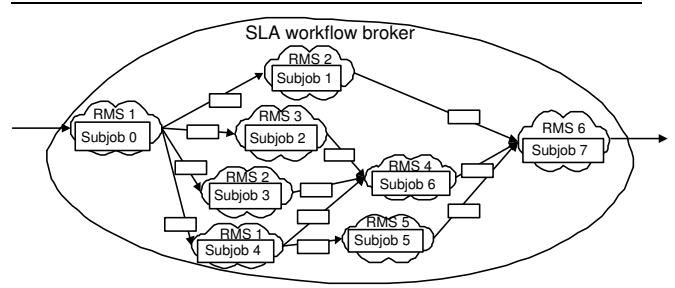 SLA workflow broker
RMS 2
Subjob 1
RMS 1
Subjob 0
RMS 3
Subjob 2
RMS 6
Subjob 7
RMS 2
Subjob 3
RMS 4
Subjob 6
RMS 1
Subjob 4
RMS 5
Subjob 5